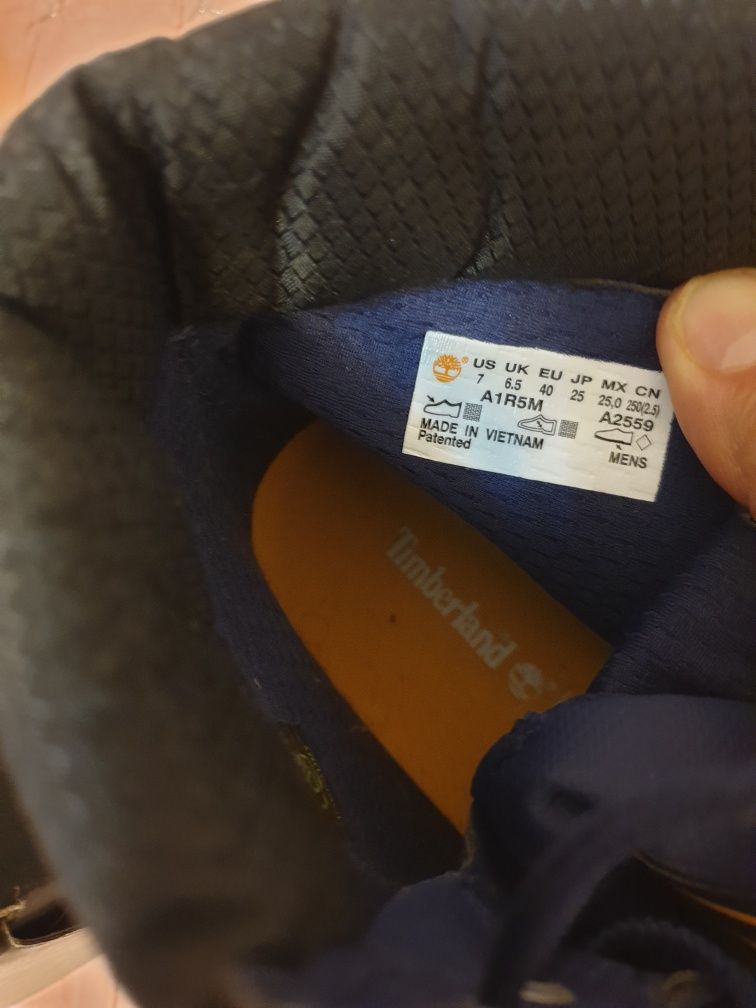 US UK EU JP MX CN
7 6.5 40 25 25,0 250(2.5)
A1R5M A2559
MADE IN VIETNAM
Patented MENS
Timberland